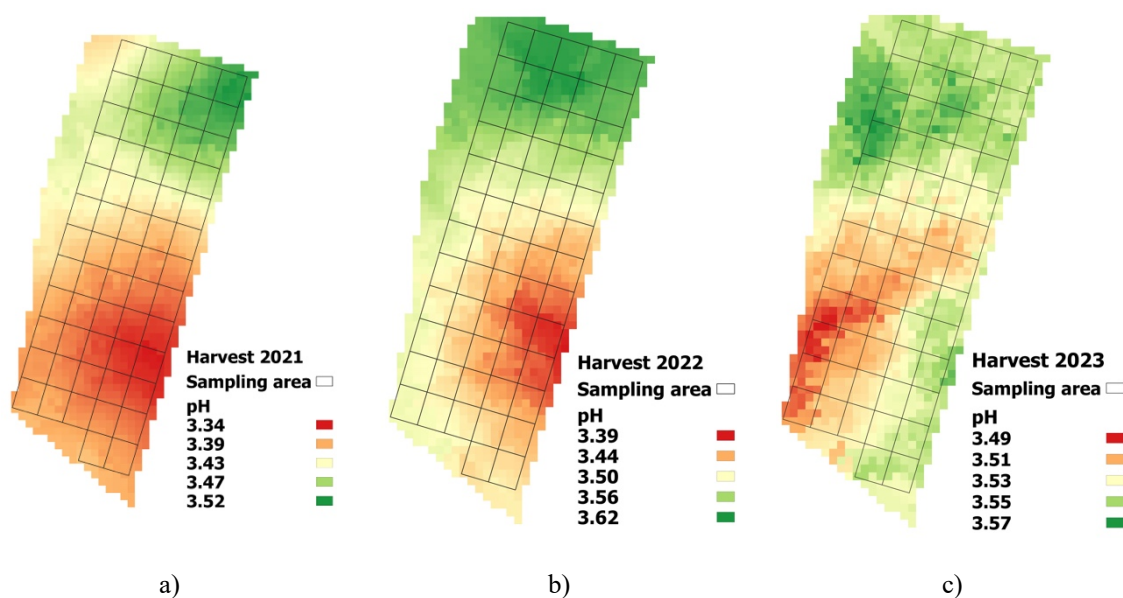 Harvest 2021
Sampling area
pH
3.34
3.39
3.43
3.47
3.52
Harvest 2022
Sampling area
pH
3.39
3.44
3.50
3.56
3.62
Harvest 2023
Sampling area
pH
3.49
3.51
3.53
3.55
3.57
a)
b)
c)